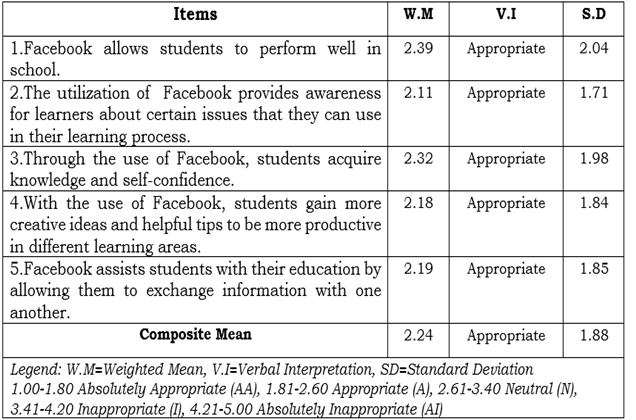 Items W.M V.I S.D
1.Facebook allows students to perform well in 2.39 Appropriate 2.04
school.
2.The utilization of Facebook provides awareness 2.11 Appropriate 1.71
for learners about certain issues that they can use
in their learning process.
3.Through the use of Facebook, students acquire 2.32 Appropriate 1.98
knowledge and self-confidence.
4.With the use of Facebook, students gain more 2.18 Appropriate 1.84
creative ideas and helpful tips to be more productive
in different learning areas.
5.Facebook assists students with their education by 2.19 Appropriate 1.85
allowing them to exchange information with one
another.
Composite Mean 2.24 Appropriate 1.88
Legend: W.M=Weighted Mean, V.I=Verbal Interpretation, SD=Standard Deviation
1.00-1.80 Absolutely Appropriate (AA), 1.81-2.60 Appropriate (A), 2.61-3.40 Neutral (N),
3.41-4.20 Inappropriate (I), 4.21-5.00 Absolutely Inappropriate (AI)